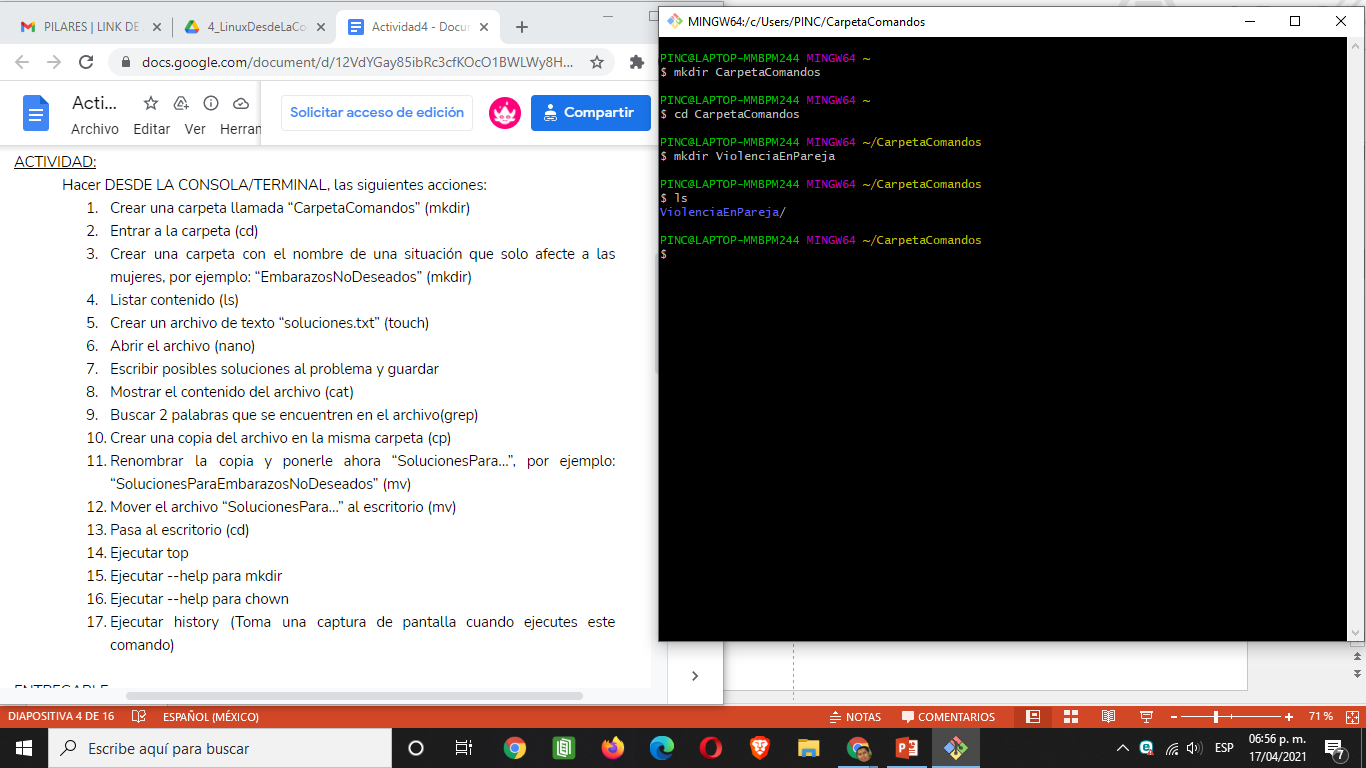 PILARES | LINK DE
4_LinuxDesdeLaCo
Actividad4 - Docur
docs.google.com/document/d/12VdYGay85ibRc3cfKOcO1BWLWy8H...
Acti...
Solicitar acceso de edición
Compartir
Archivo Editar Ver Herran
ACTIVIDAD:
Hacer DESDE LA CONSOLA/TERMINAL, las siguientes acciones:
1. Crear una carpeta llamada “CarpetaComandos” (mkdir)
2. Entrar a la carpeta (cd)
3. Crear una carpeta con el nombre de una situación que solo afecte a las
mujeres, por ejemplo: “EmbarazosNoDeseados” (mkdir)
4. Listar contenido (ls)
5. Crear un archivo de texto “soluciones.txt” (touch)
6. Abrir el archivo (nano)
7. Escribir posibles soluciones al problema y guardar
8. Mostrar el contenido del archivo (cat)
9. Buscar 2 palabras que se encuentren en el archivo(grep)
10. Crear una copia del archivo en la misma carpeta (cp)
11. Renombrar la copia y ponerle ahora “SolucionesPara...”, por ejemplo:
“SolucionesParaEmbarazosNoDeseados” (mv)
12. Mover el archivo “SolucionesPara...” al escritorio (mv)
13. Pasa al escritorio (cd)
14. Ejecutar top
15. Ejecutar --help para mkdir
16. Ejecutar --help para chown
17. Ejecutar history (Toma una captura de pantalla cuando ejecutes este
comando)
ENTREGABLE
MINGW64:/c/Users/PINC/CarpetaComandos
PINC@LAPTOP-MMBPM244 MINGW64 ~
$ mkdir CarpetaComandos
PINC@LAPTOP-MMBPM244 MINGW64 ~
$ cd CarpetaComandos
PINC@LAPTOP-MMBPM244 MINGW64 ~/CarpetaComandos
$ mkdir ViolenciaEnPareja
PINC@LAPTOP-MMBPM244 MINGW64 ~/CarpetaComandos
$ ls
ViolenciaEnPareja/
PINC@LAPTOP-MMBPM244 MINGW64 ~/CarpetaComandos
$
DIAPOSITIVA 4 DE 16 ESPAÑOL (MÉXICO) NOTAS COMENTARIOS 71 %
Escribe aquí para buscar
ESP
06:56 p. m.
17/04/2021
7